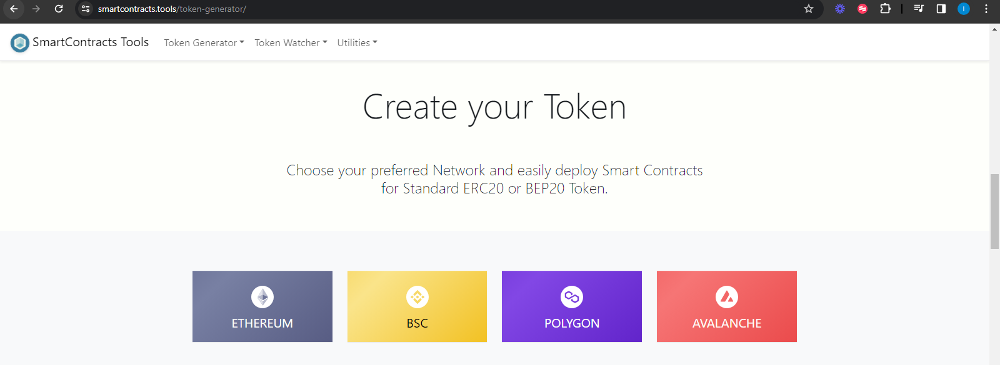 smartcontracts.tools/token-generator/
I
SmartContracts Tools
Token Generator
Token Watcher
Utilities
Create your Token
Choose your preferred Network and easily deploy Smart Contracts
for Standard ERC20 or BEP20 Token.
ETHEREUM
BSC
POLYGON
AVALANCHE